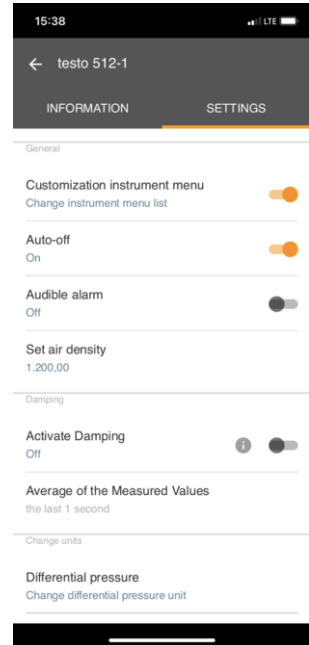 15:38
LTE
testo 512-1
INFORMATION SETTINGS
General
Customization instrument menu
Change instrument menu list
Auto-off
On
Audible alarm
Off
Set air density
1.200,00
Damping
Activate Damping
Off
Average of the Measured Values
the last 1 second
Change units
Differential pressure
Change differential pressure unit